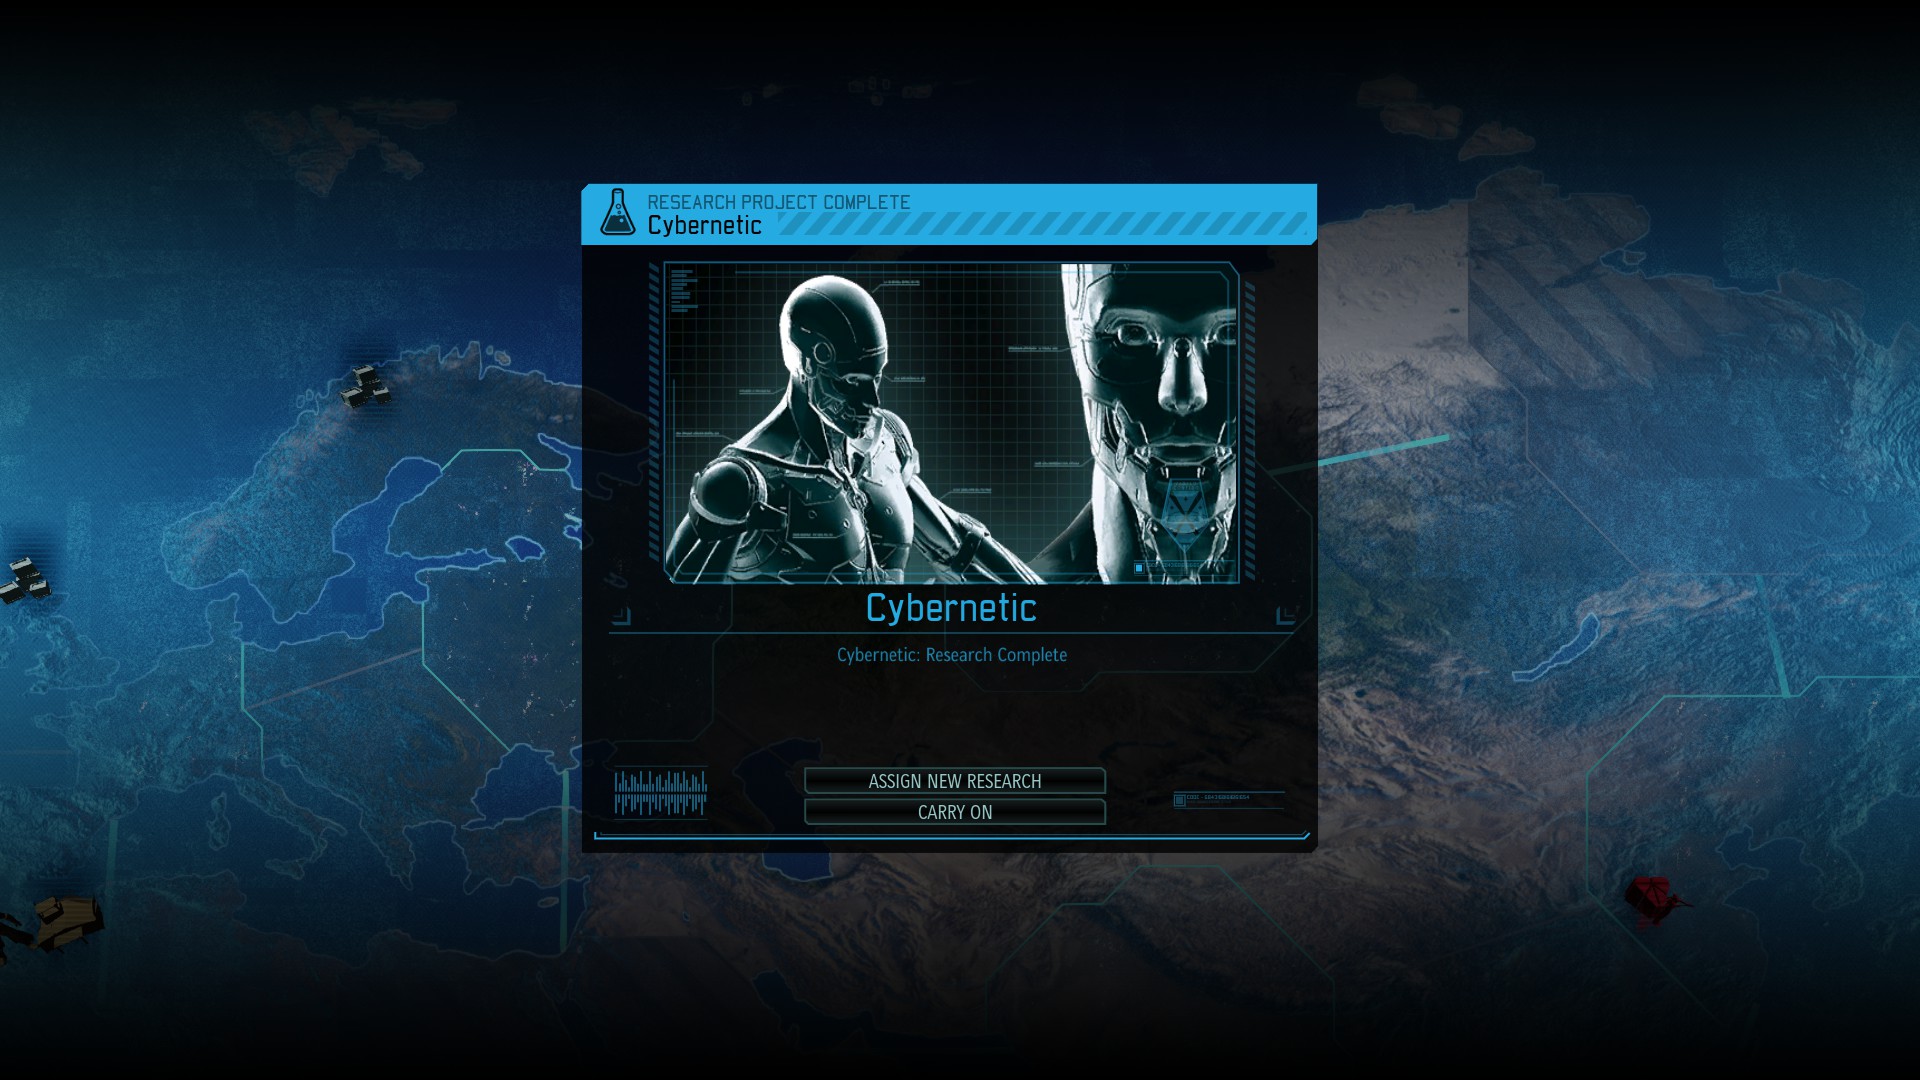 RESEARCH PROJECT COMPLETE
Cybernetic
Cybernetic
Cybernetic: Research Complete
ASSIGN NEW RESEARCH
CARRY ON